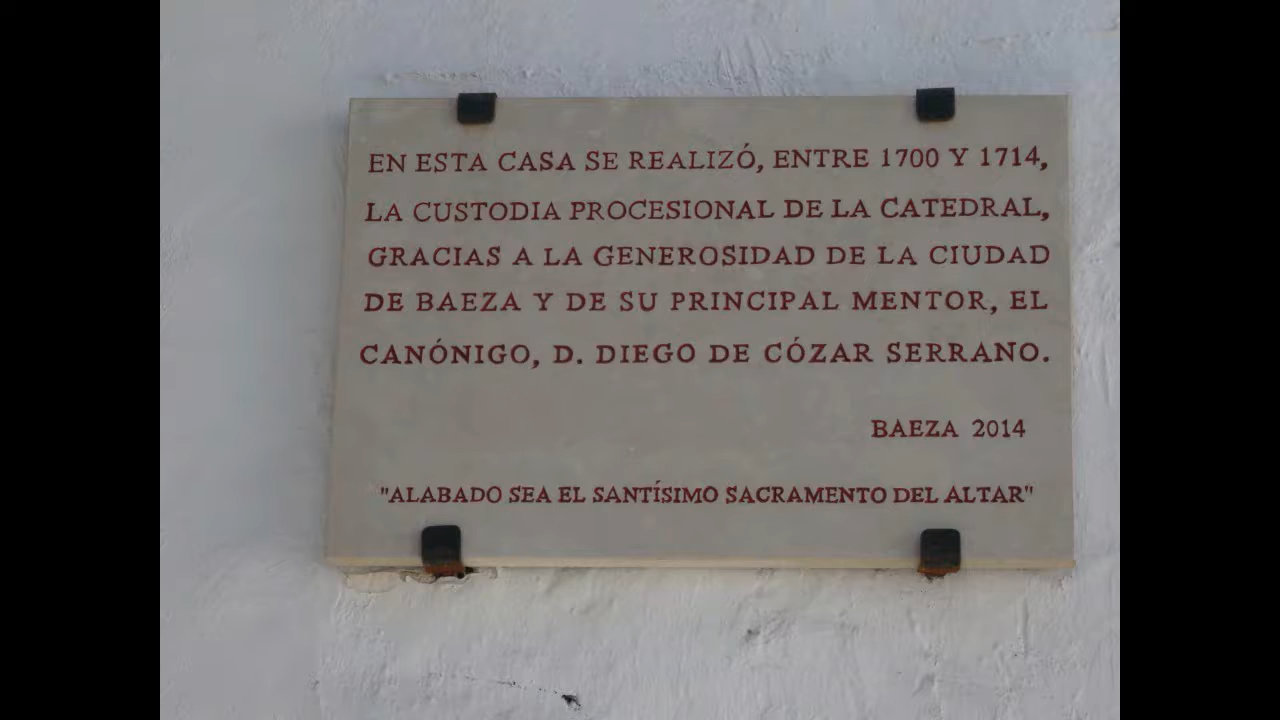 EN ESTA CASA SE REALIZÓ, ENTRE 1700 Y 1714,
LA CUSTODIA PROCESIONAL DE LA CATEDRAL,
GRACIAS A LA GENEROSIDAD DE LA CIUDAD
DE BAEZA Y DE SU PRINCIPAL MENTOR, EL
CANÓNIGO, D. DIEGO DE CÓZAR SERRANO.
BAEZA 2014
"ALABADO SEA EL SANTÍSIMO SACRAMENTO DEL ALTAR"